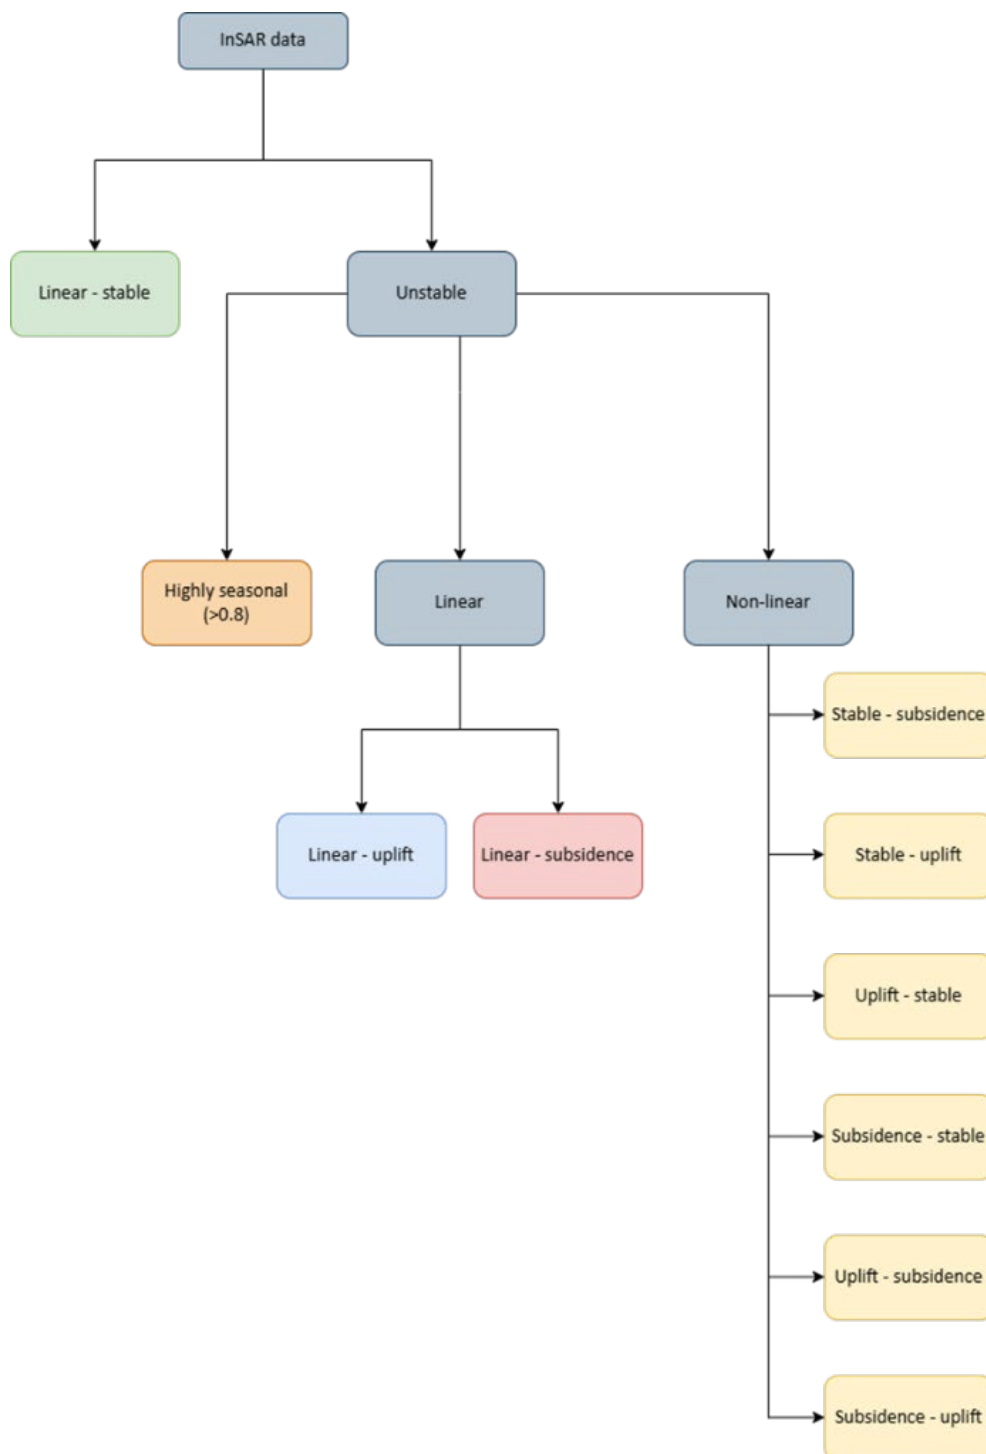 InSAR data
Linear - stable
Unstable
Highly seasonal
(>0.8)
Linear
Non-linear
Stable - subsidence
Linear - uplift
Linear - subsidence
Stable - uplift
Uplift - stable
Subsidence - stable
Uplift - subsidence
Subsidence - uplift